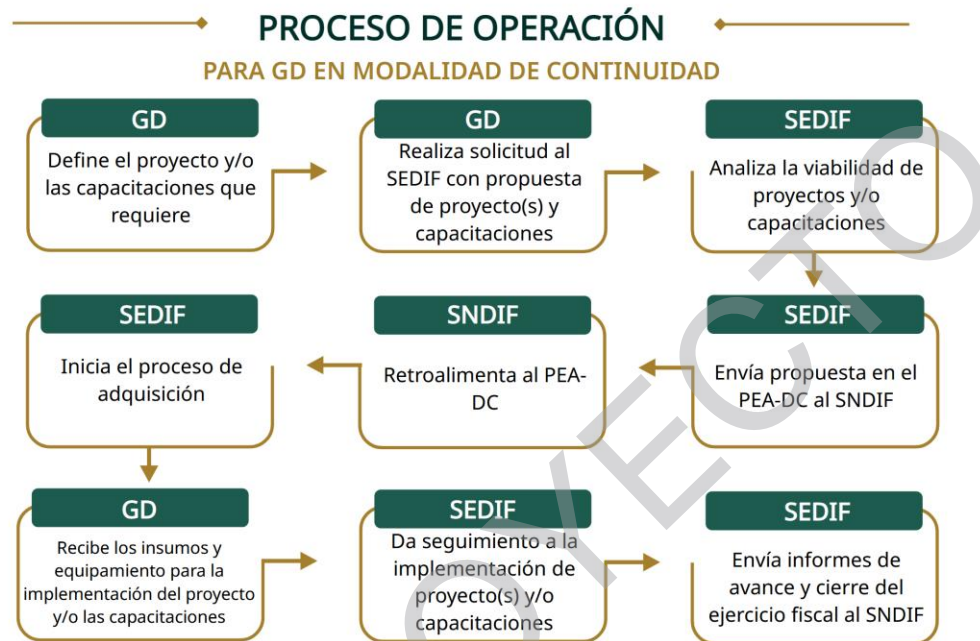 PROCESO DE OPERACIÓN
PARA GD EN MODALIDAD DE CONTINUIDAD
GD
Define el proyecto y/o
las capacitaciones que
requiere
GD
Realiza solicitud al
SEDIF con propuesta
de proyecto(s) y
capacitaciones
SEDIF
Analiza la viabilidad de
proyectos y/o
capacitaciones
SEDIF
Envía propuesta en el
PEA-DC al SNDIF
SNDIF
Retroalimenta al PEA-
DC
SEDIF
Inicia el proceso de
adquisición
GD
Recibe los insumos y
equipamiento para la
implementación del proyecto
y/o las capacitaciones
SEDIF
Da seguimiento a la
implementación de
proyecto(s) y/o
capacitaciones
SEDIF
Envía informes de
avance y cierre del
ejercicio fiscal al SNDIF
OYECTO